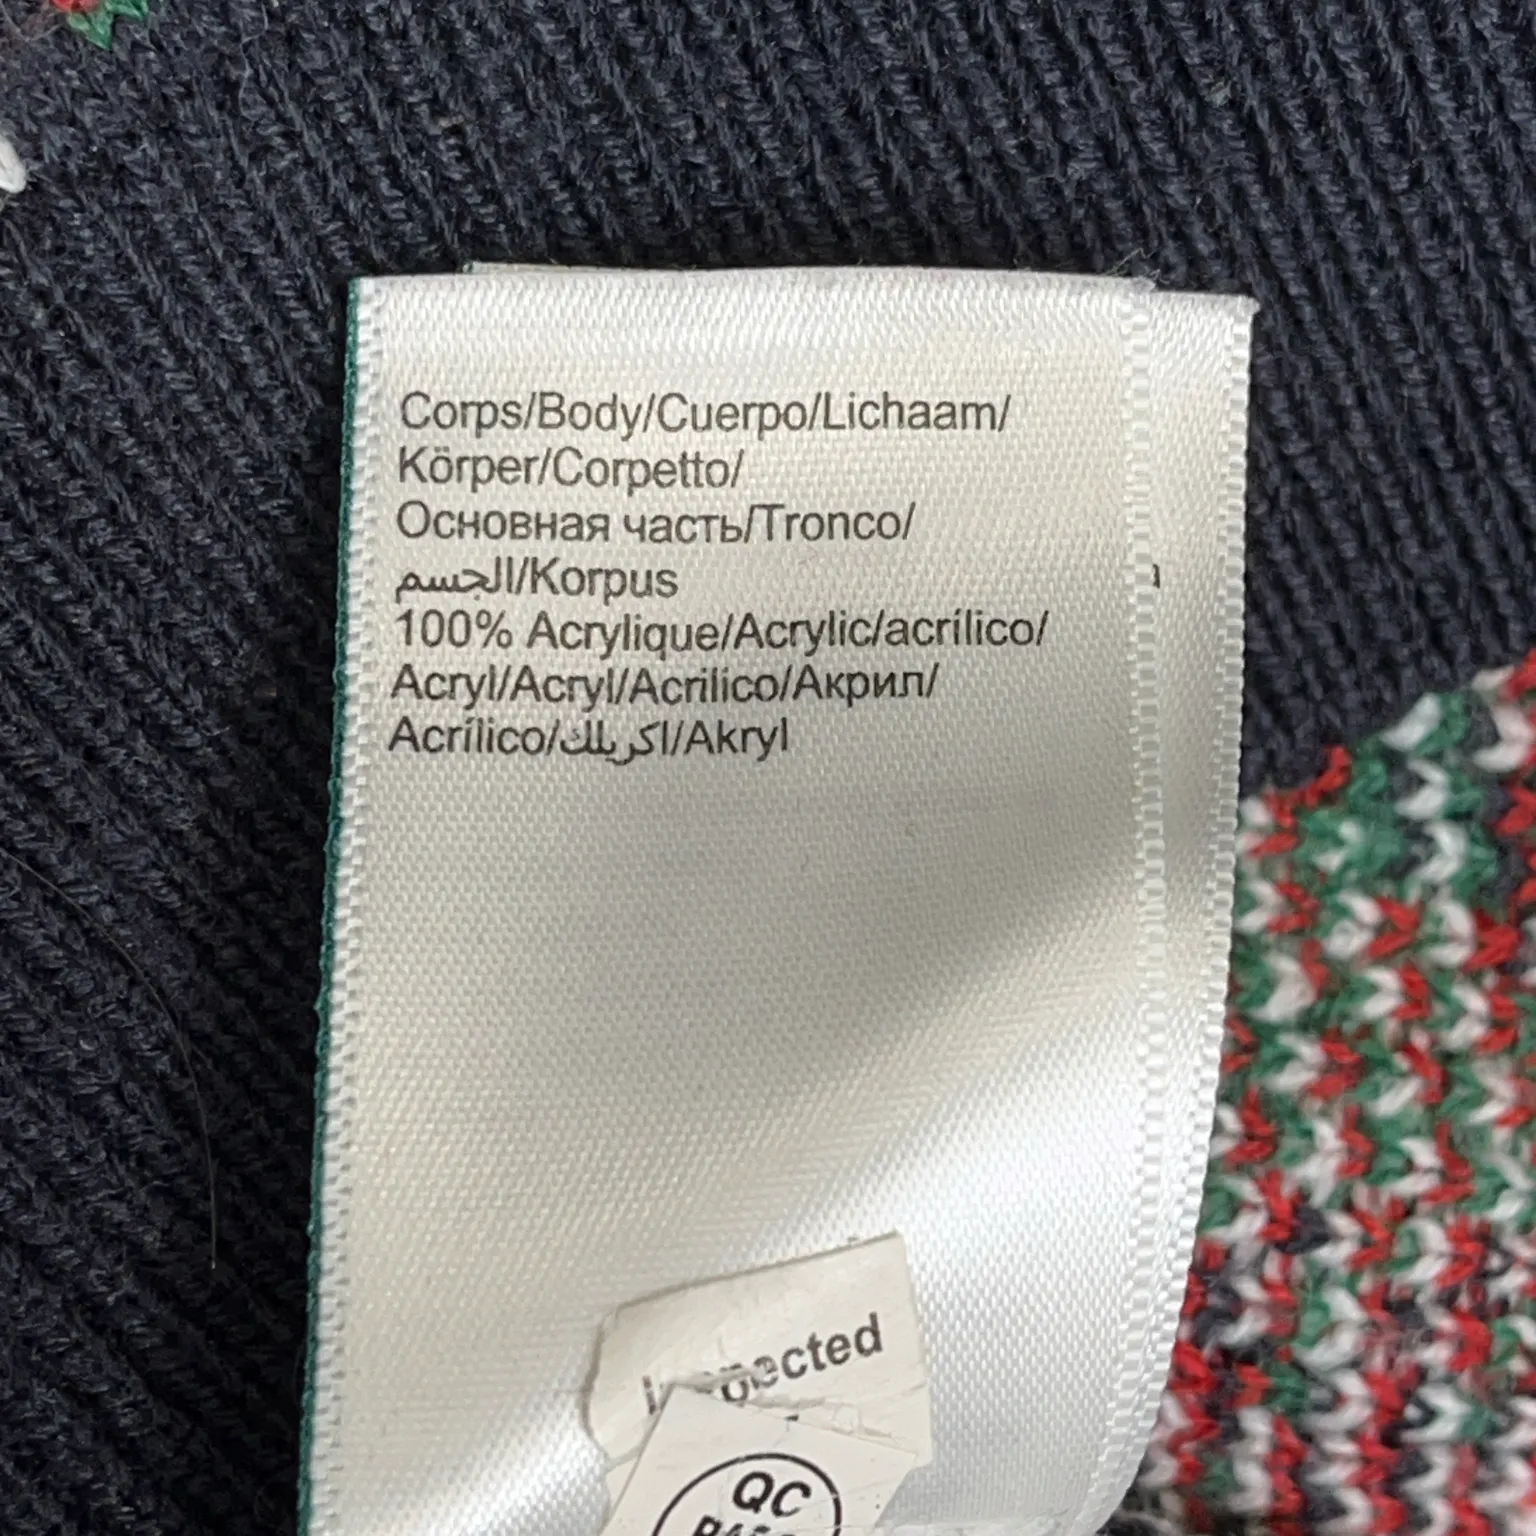 Corps/Body/Cuerpo/Lichaam/
Körper/Corpetto/
Основная часть/Tronco/
الجسم/Korpus
100% Acrylique/Acrylic/acrílico/
Acryl/Acryl/Acrilico/Акрил/
Acrílico/اكريلك/Akryl
Inspected
QC